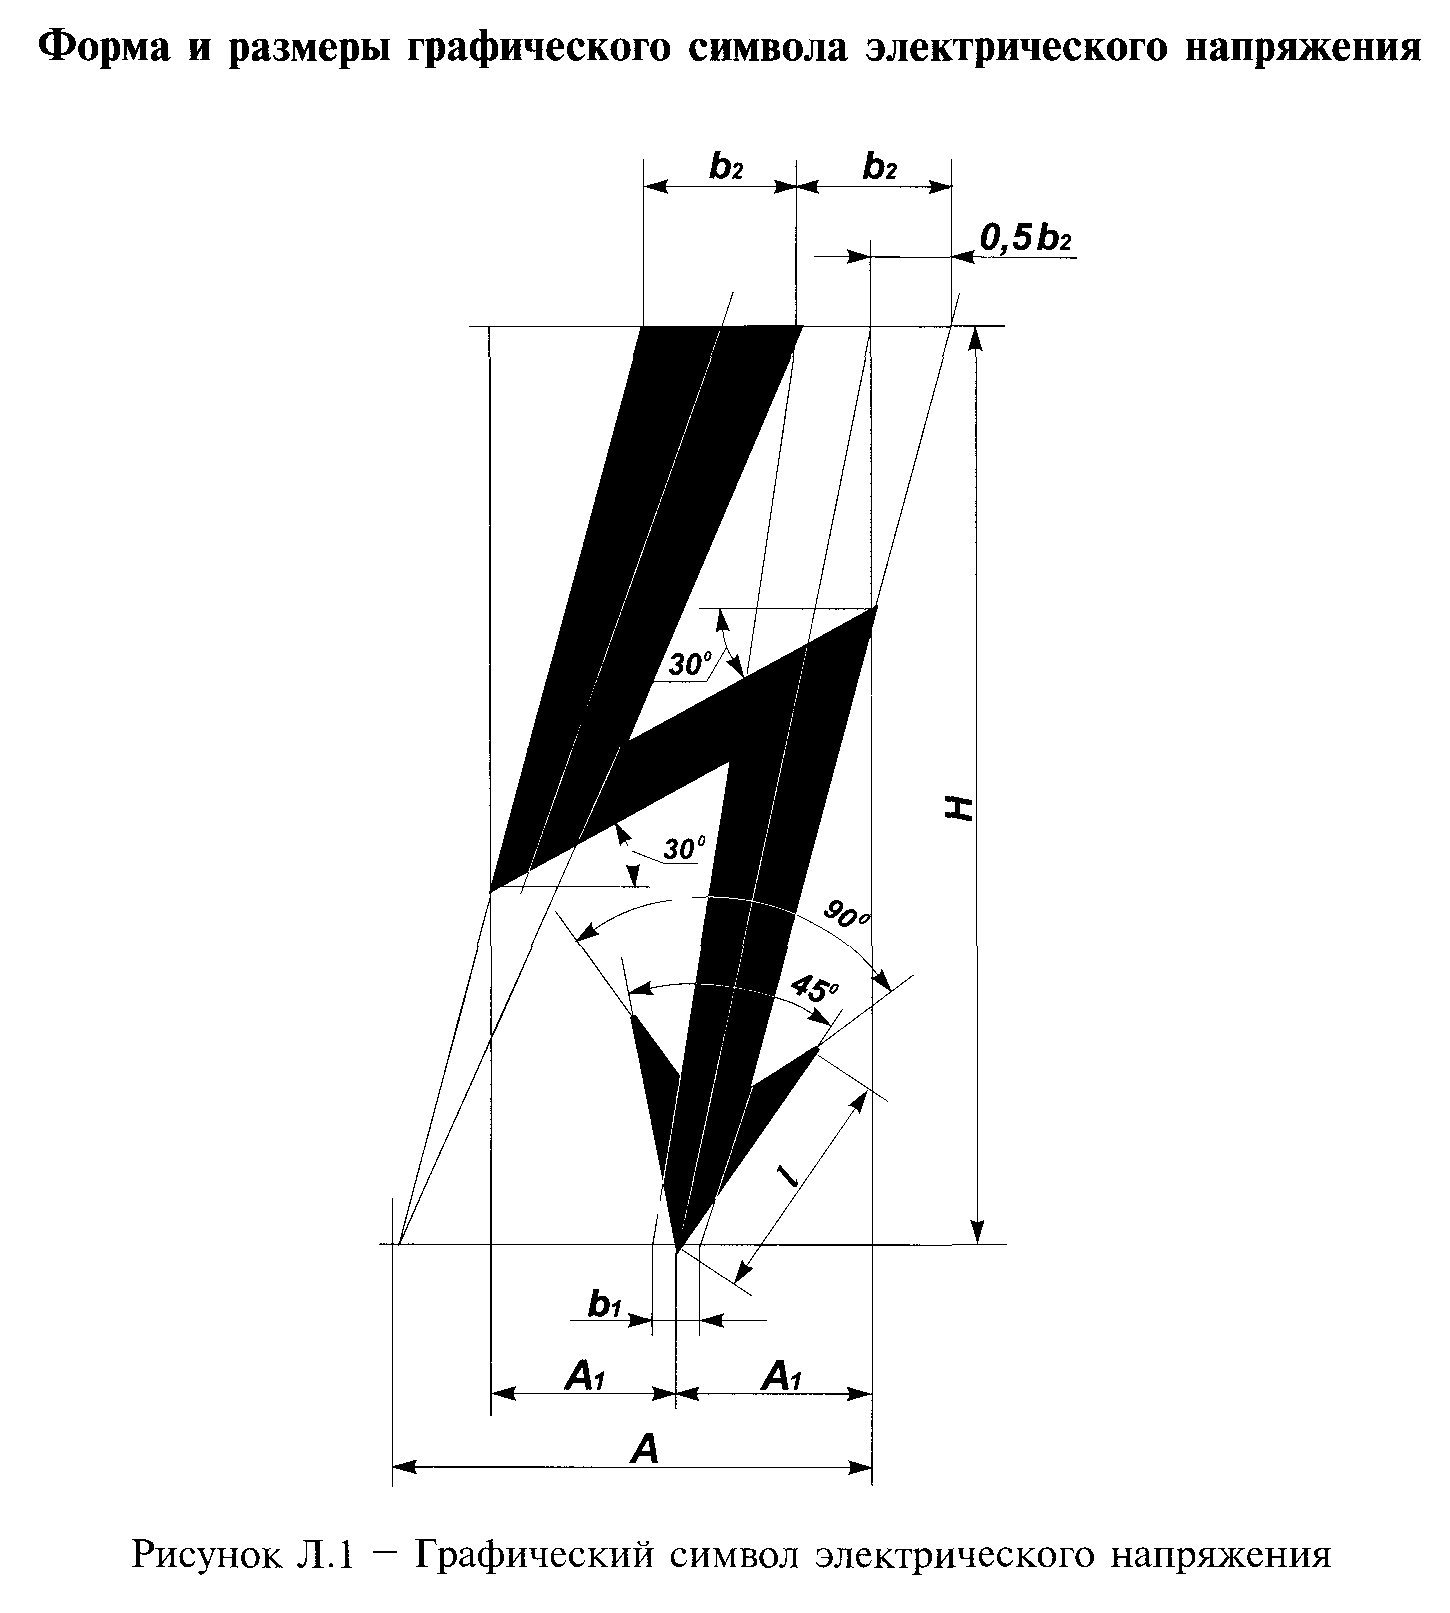 Форма и размеры графического символа электрического напряжения
b₂ b₂
0,5b₂
30°
H
30°
90°
45°
l
b₁
A₁ A₁
A
Рисунок Л.1 — Графический символ электрического напряжения